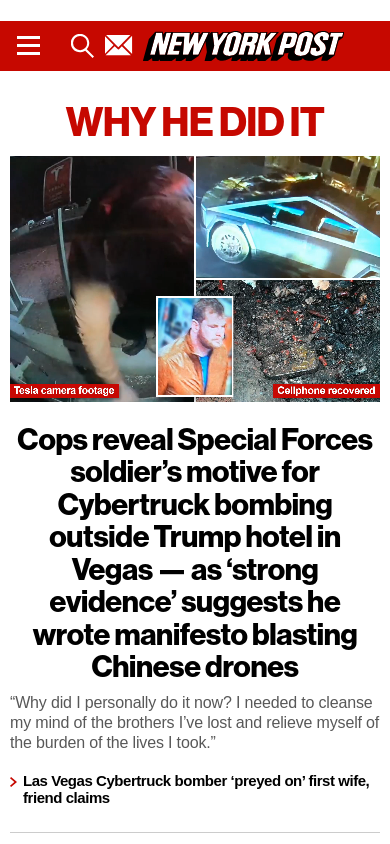 NEW YORK POST
WHY HE DID IT
Tesla camera footage
Cellphone recovered
Cops reveal Special Forces
soldier’s motive for
Cybertruck bombing
outside Trump hotel in
Vegas — as ‘strong
evidence’ suggests he
wrote manifesto blasting
Chinese drones
“Why did I personally do it now? I needed to cleanse
my mind of the brothers I’ve lost and relieve myself of
the burden of the lives I took.”
Las Vegas Cybertruck bomber ‘preyed on’ first wife,
friend claims